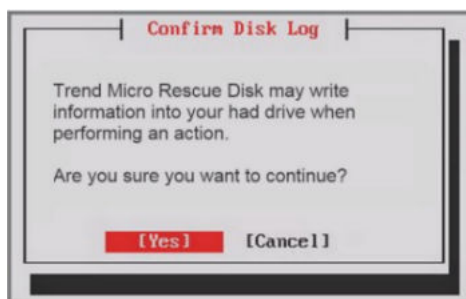 Confirm Disk Log
Trend Micro Rescue Disk may write
information into your had drive when
performing an action.
Are you sure you want to continue?
[Yes] [Cancel]